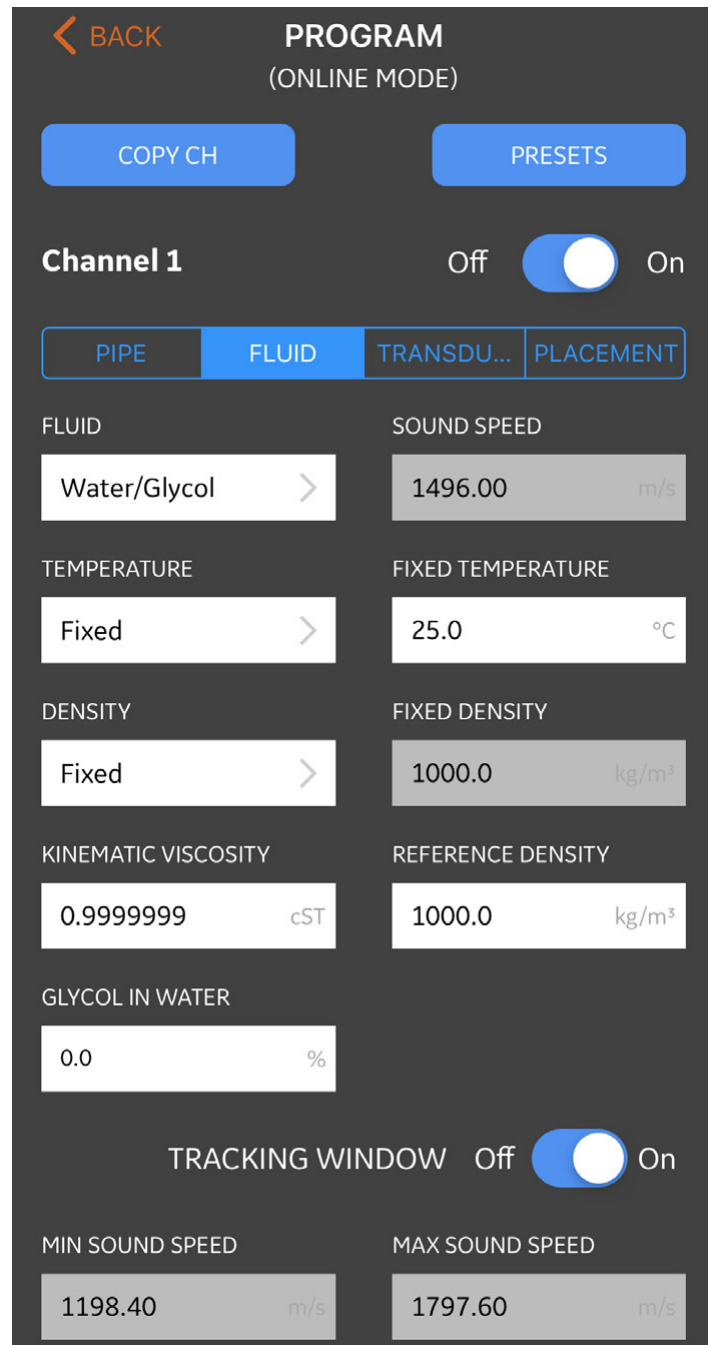 BACK PROGRAM
(ONLINE MODE)
COPY CH PRESETS
Channel 1 Off On
PIPE FLUID TRANSDU... PLACEMENT
FLUID SOUND SPEED
Water/Glycol 1496.00 m/s
TEMPERATURE FIXED TEMPERATURE
Fixed 25.0 °C
DENSITY FIXED DENSITY
Fixed 1000.0 kg/m³
KINEMATIC VISCOSITY REFERENCE DENSITY
0.9999999 cST 1000.0 kg/m³
GLYCOL IN WATER
0.0 %
TRACKING WINDOW Off On
MIN SOUND SPEED MAX SOUND SPEED
1198.40 m/s 1797.60 m/s